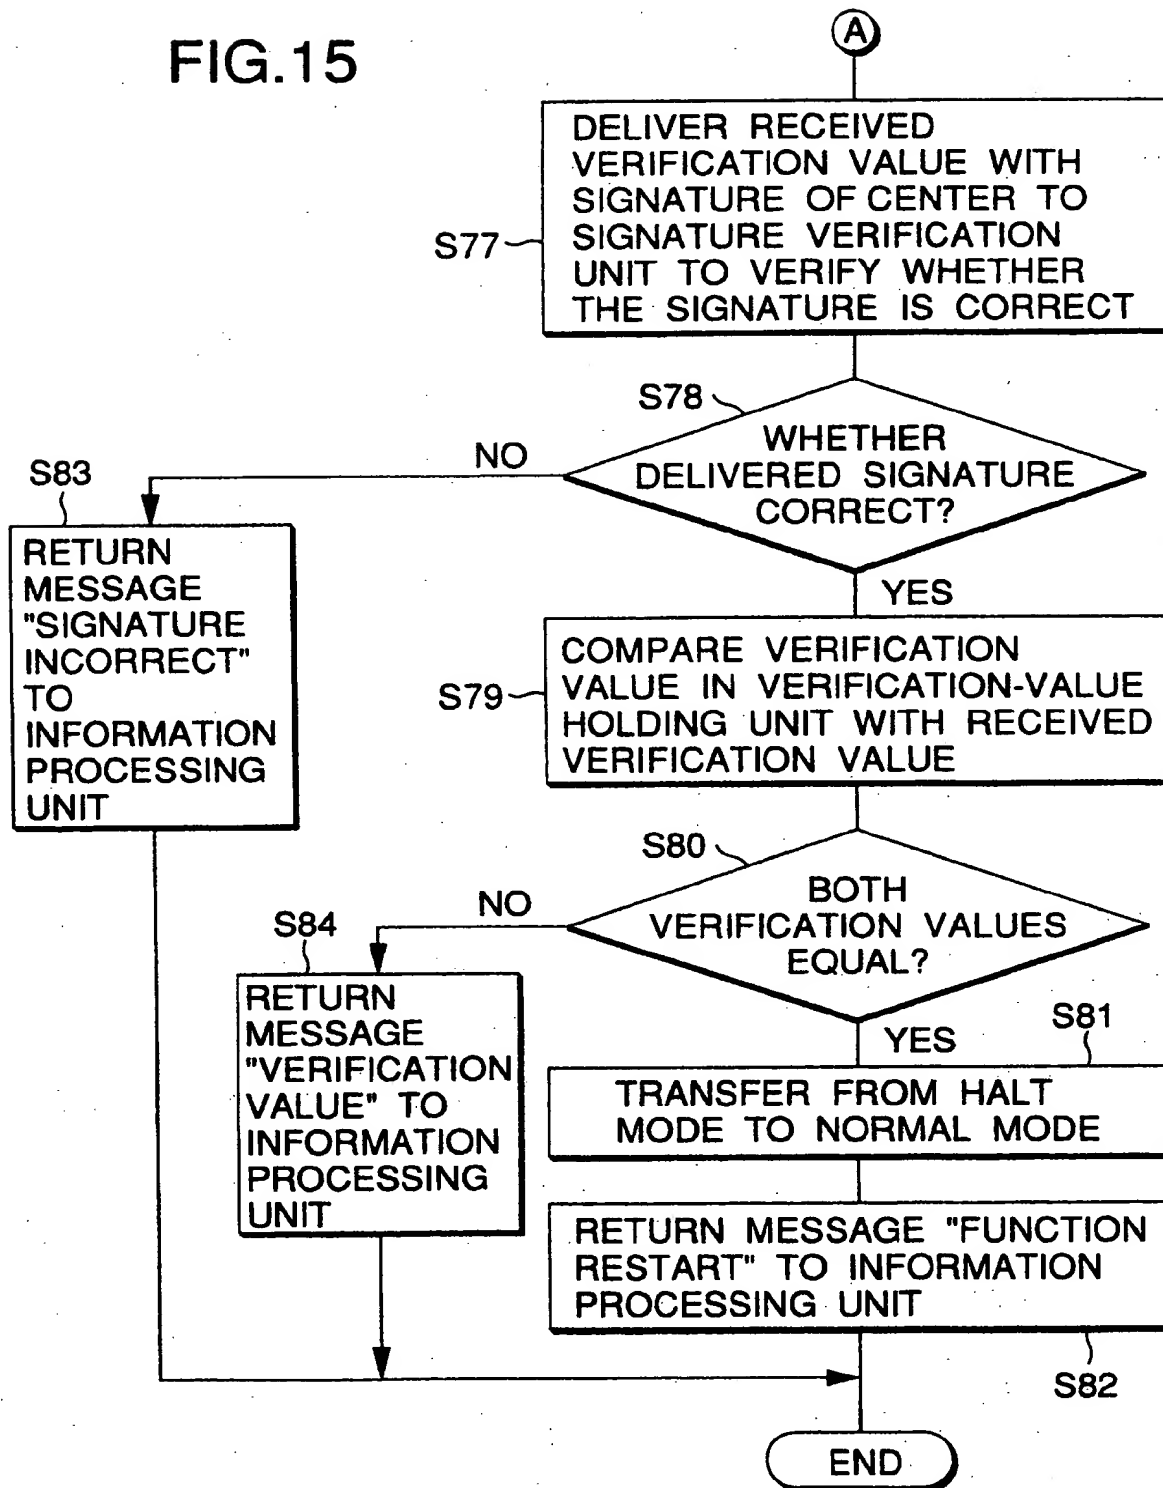 FIG.15
A
DELIVER RECEIVED
VERIFICATION VALUE WITH
SIGNATURE OF CENTER TO
SIGNATURE VERIFICATION
UNIT TO VERIFY WHETHER
THE SIGNATURE IS CORRECT
S77
S78
WHETHER
DELIVERED SIGNATURE
CORRECT?
NO
S83
RETURN
MESSAGE
"SIGNATURE
INCORRECT"
TO
INFORMATION
PROCESSING
UNIT
YES
COMPARE VERIFICATION
VALUE IN VERIFICATION-VALUE
HOLDING UNIT WITH RECEIVED
VERIFICATION VALUE
S79
S80
BOTH
VERIFICATION VALUES
EQUAL?
NO
S84
RETURN
MESSAGE
"VERIFICATION
VALUE" TO
INFORMATION
PROCESSING
UNIT
YES
S81
TRANSFER FROM HALT
MODE TO NORMAL MODE
RETURN MESSAGE "FUNCTION
RESTART" TO INFORMATION
PROCESSING UNIT
S82
END